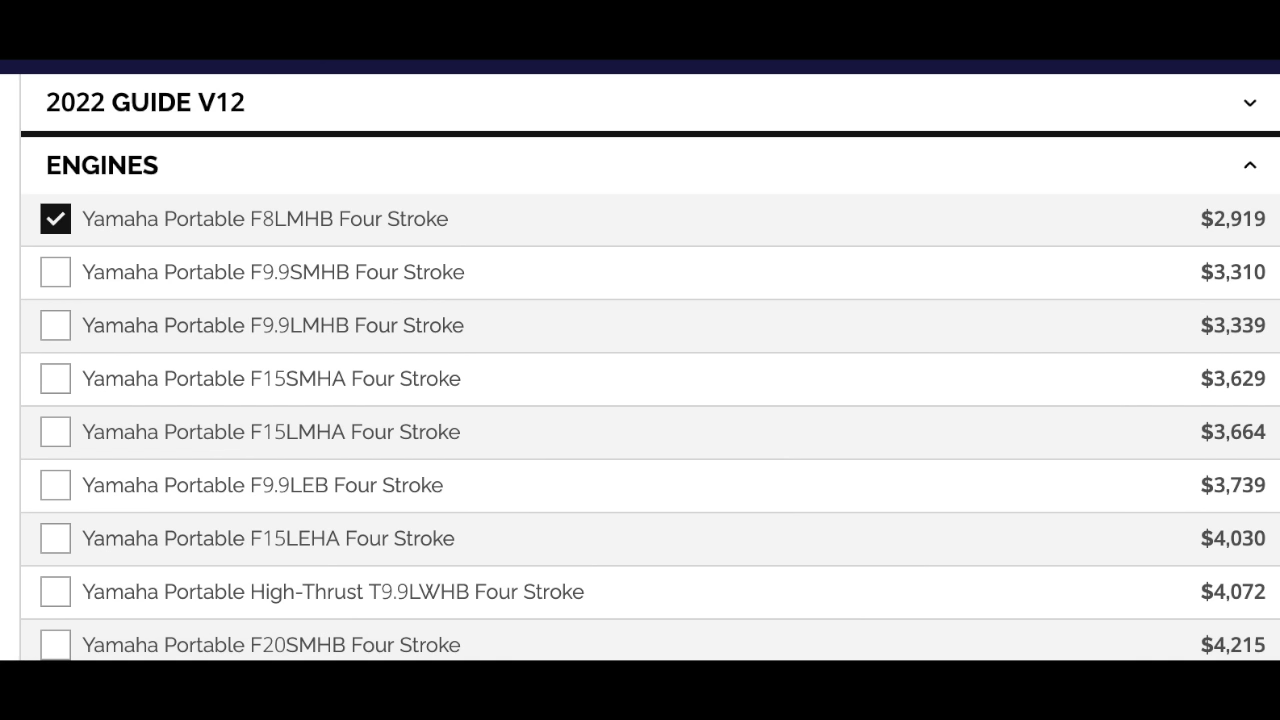 2022 GUIDE V12
ENGINES
Yamaha Portable F8LMHB Four Stroke $2,919
Yamaha Portable F9.9SMHB Four Stroke $3,310
Yamaha Portable F9.9LMHB Four Stroke $3,339
Yamaha Portable F15SMHA Four Stroke $3,629
Yamaha Portable F15LMHA Four Stroke $3,664
Yamaha Portable F9.9LEB Four Stroke $3,739
Yamaha Portable F15LEHA Four Stroke $4,030
Yamaha Portable High-Thrust T9.9LWHB Four Stroke $4,072
Yamaha Portable F20SMHB Four Stroke $4,215